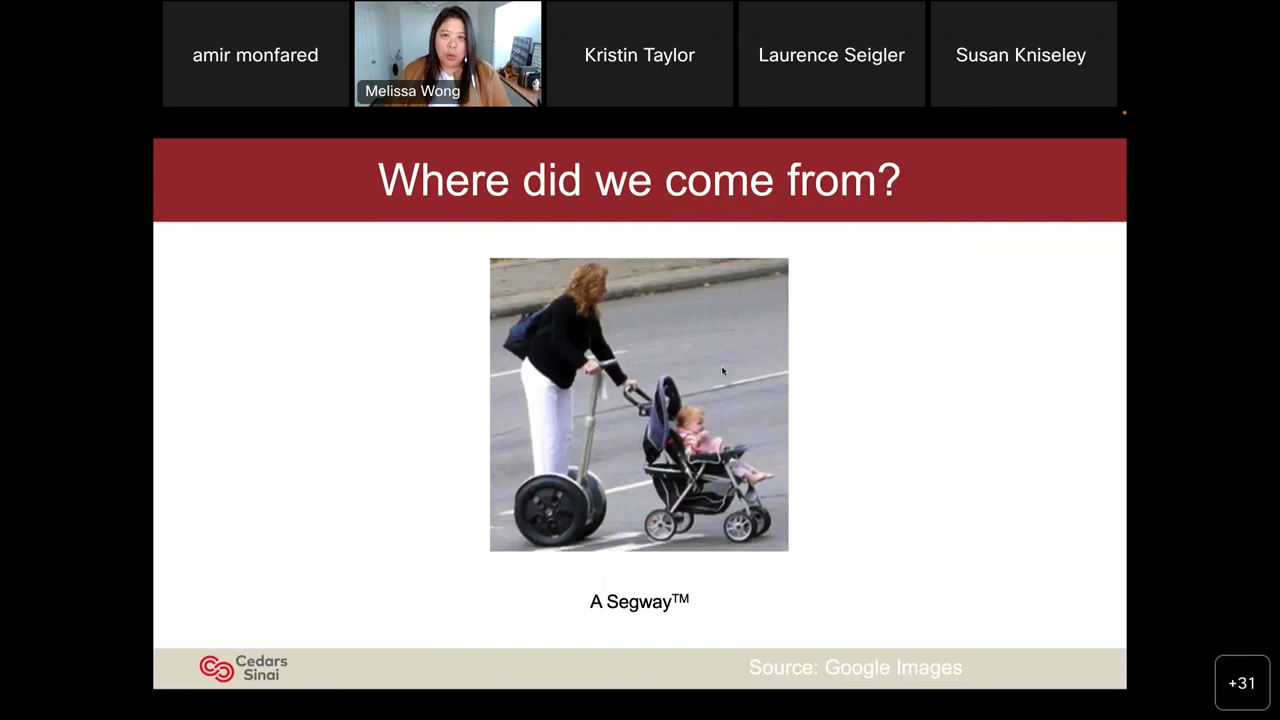 amir monfared
Melissa Wong
Kristin Taylor
Laurence Seigler
Susan Kniseley
Where did we come from?
A Segway™
Cedars
Sinai
Source: Google Images
+31